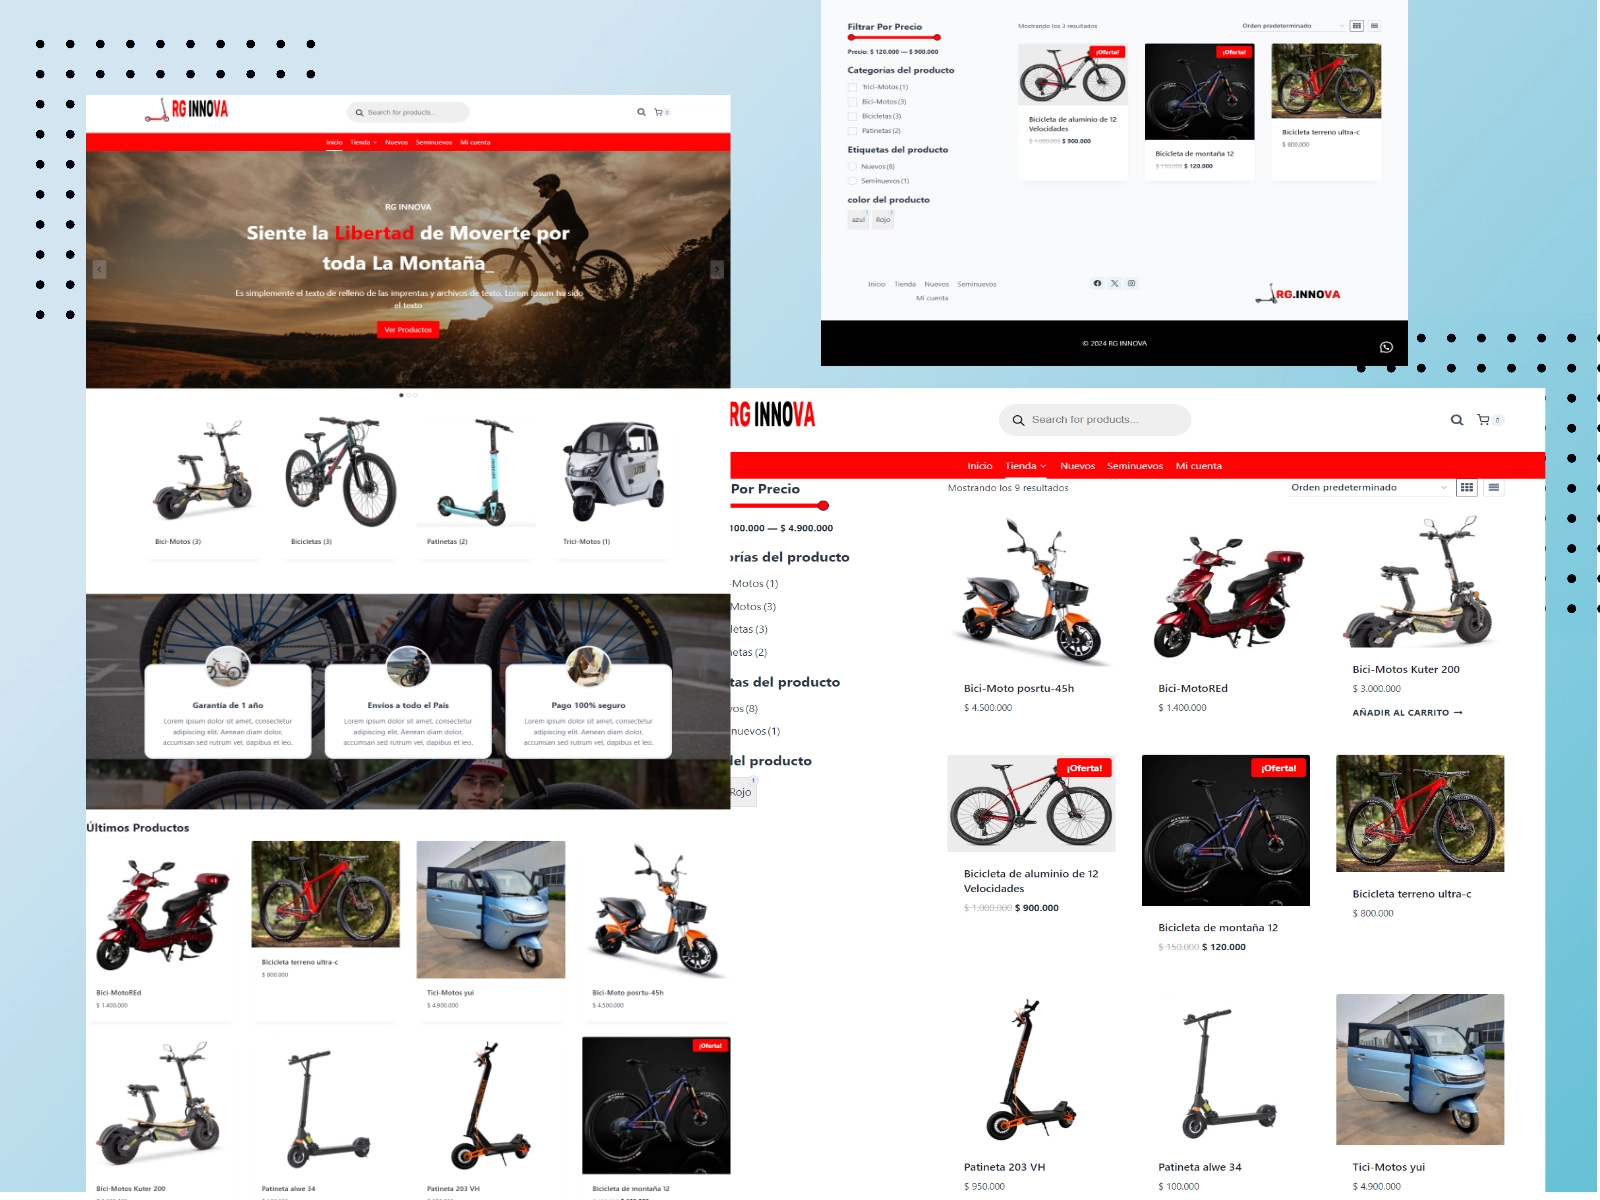 RG INNOVA
Search for products...
0
Inicio Tienda Nuevos Seminuevos Mi cuenta
RG INNOVA
Siente la Libertad de Moverte por
toda La Montaña_
Es simplemente el texto de relleno de las imprentas y archivos de texto. Lorem Ipsum ha sido
el texto
Ver Productos
Bici-Motos (3)
Bicicletas (3)
Patinetas (2)
Trici-Motos (1)
MAXXIS
Garantía de 1 año
Lorem ipsum dolor sit amet, consectetur
adipiscing elit. Aenean diam dolor,
accumsan sed rutrum vel, dapibus et leo.
Envíos a todo el País
Lorem ipsum dolor sit amet, consectetur
adipiscing elit. Aenean diam dolor,
accumsan sed rutrum vel, dapibus et leo.
Pago 100% seguro
Lorem ipsum dolor sit amet, consectetur
adipiscing elit. Aenean diam dolor,
accumsan sed rutrum vel, dapibus et leo.
Últimos Productos
Bici-MotoREd
$ 1.400.000
Bicicleta terreno ultra-c
$ 800.000
Tici-Motos yui
$ 4.900.000
Bici-Moto posrtu-45h
$ 4.500.000
Bici-Motos Kuter 200
Patineta alwe 34
Patineta 203 VH
¡Oferta!
Bicicleta de montaña 12
Filtrar Por Precio
Precio: $ 120.000 — $ 900.000
Categorías del producto
Trici-Motos (1)
Bici-Motos (3)
Bicicletas (3)
Patinetas (2)
Etiquetas del producto
Nuevos (8)
Seminuevos (1)
color del producto
azul 1
Rojo 1
Mostrando los 3 resultados
Orden predeterminado
¡Oferta!
Bicicleta de aluminio de 12
Velocidades
$ 1.000.000 $ 900.000
¡Oferta!
Bicicleta de montaña 12
$ 150.000 $ 120.000
Bicicleta terreno ultra-c
$ 800.000
Inicio Tienda Nuevos Seminuevos
Mi cuenta
RG.INNOVA
© 2024 RG INNOVA
RG INNOVA
Search for products...
0
Inicio Tienda Nuevos Seminuevos Mi cuenta
Por Precio
100.000 — $ 4.900.000
orías del producto
-Motos (1)
Motos (3)
letas (3)
netas (2)
tas del producto
vos (8)
nuevos (1)
del producto
Rojo 1
Mostrando los 9 resultados
Orden predeterminado
Bici-Moto posrtu-45h
$ 4.500.000
Bici-MotoREd
$ 1.400.000
Bici-Motos Kuter 200
$ 3.000.000
AÑADIR AL CARRITO →
¡Oferta!
Bicicleta de aluminio de 12
Velocidades
$ 1.000.000 $ 900.000
¡Oferta!
Bicicleta de montaña 12
$ 150.000 $ 120.000
Bicicleta terreno ultra-c
$ 800.000
Patineta 203 VH
$ 950.000
Patineta alwe 34
$ 100.000
Tici-Motos yui
$ 4.900.000